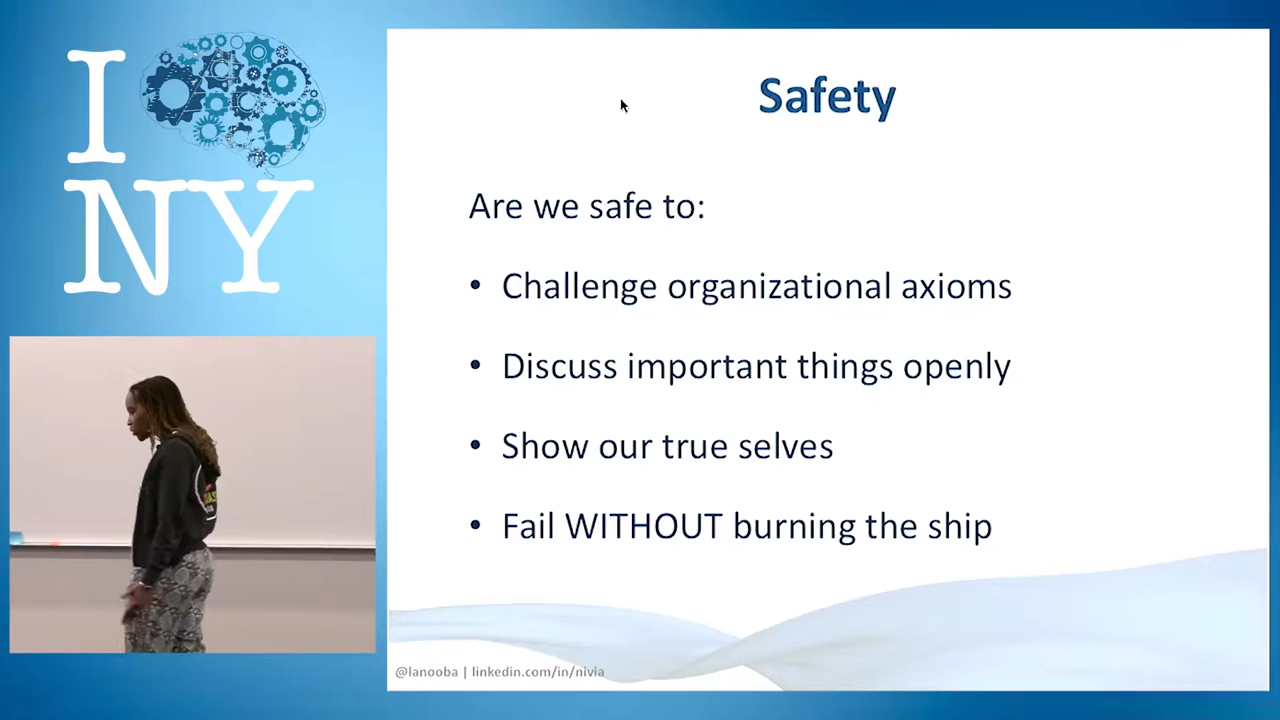 I
NY
Safety
Are we safe to:
• Challenge organizational axioms
• Discuss important things openly
• Show our true selves
• Fail WITHOUT burning the ship
@lanooba | linkedin.com/in/nivia